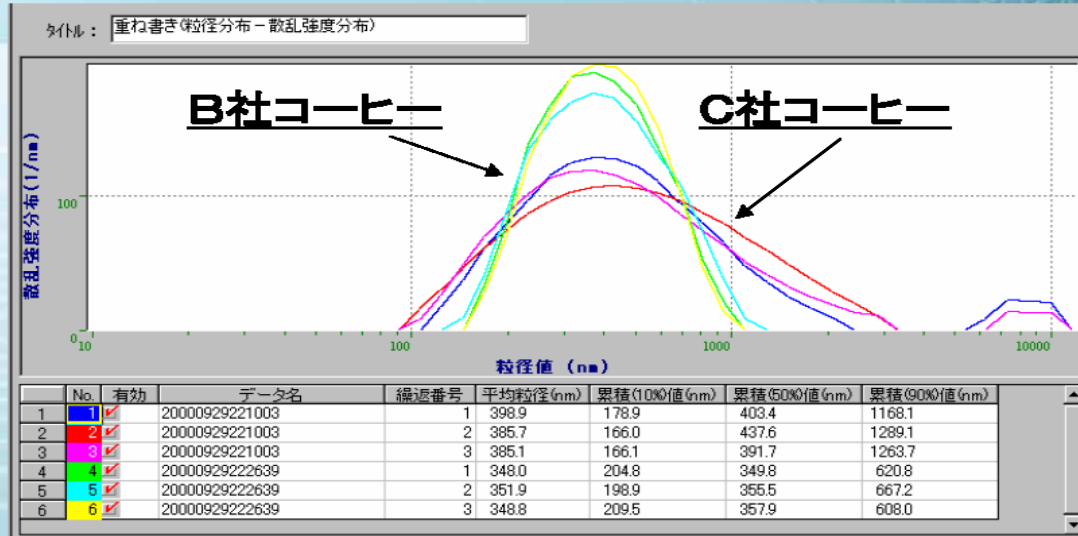 タイトル： 重ね書き(粒径分布－散乱強度分布)
B社コーヒー
C社コーヒー
散乱強度分布(1/nm)
100
0
10 100 1000 10000
粒径値 (nm)
No. 有効 データ名 繰返番号 平均粒径(nm) 累積(10%)値(nm) 累積(50%)値(nm) 累積(90%)値(nm)
1 1 20000929221003 1 398.9 178.9 403.4 1168.1
2 2 20000929221003 2 385.7 166.0 437.6 1289.1
3 3 20000929221003 3 385.1 166.1 391.7 1263.7
4 4 20000929222639 1 348.0 204.8 349.8 620.8
5 5 20000929222639 2 351.9 198.9 355.5 667.2
6 6 20000929222639 3 348.8 209.5 357.9 608.0